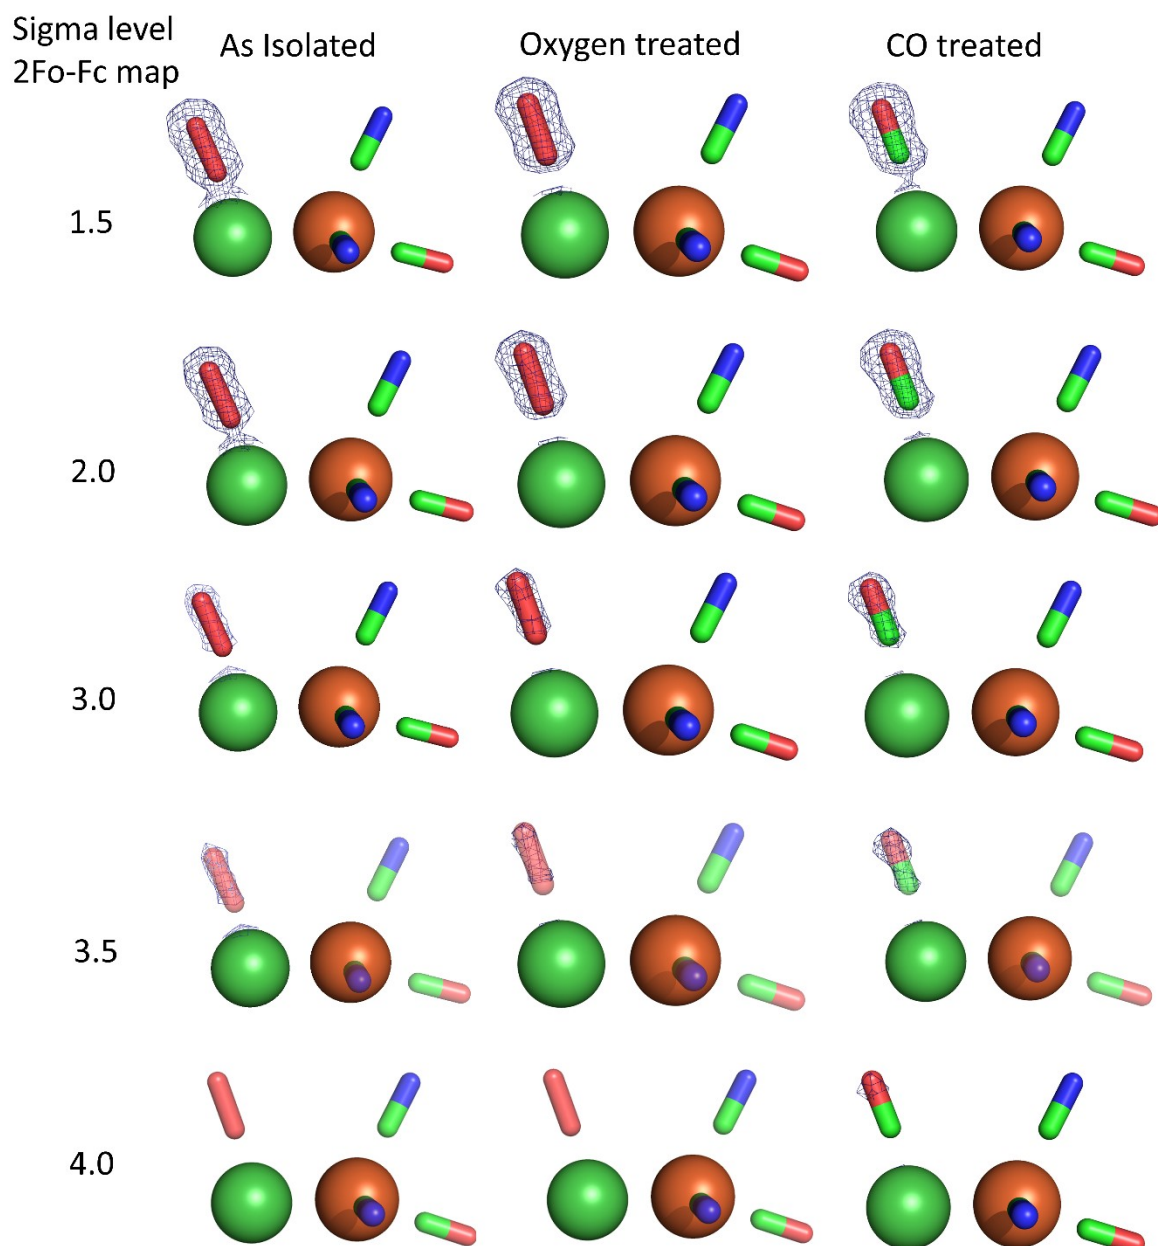 Sigma level
2Fo-Fc map
As Isolated
Oxygen treated
CO treated
1.5
2.0
3.0
3.5
4.0